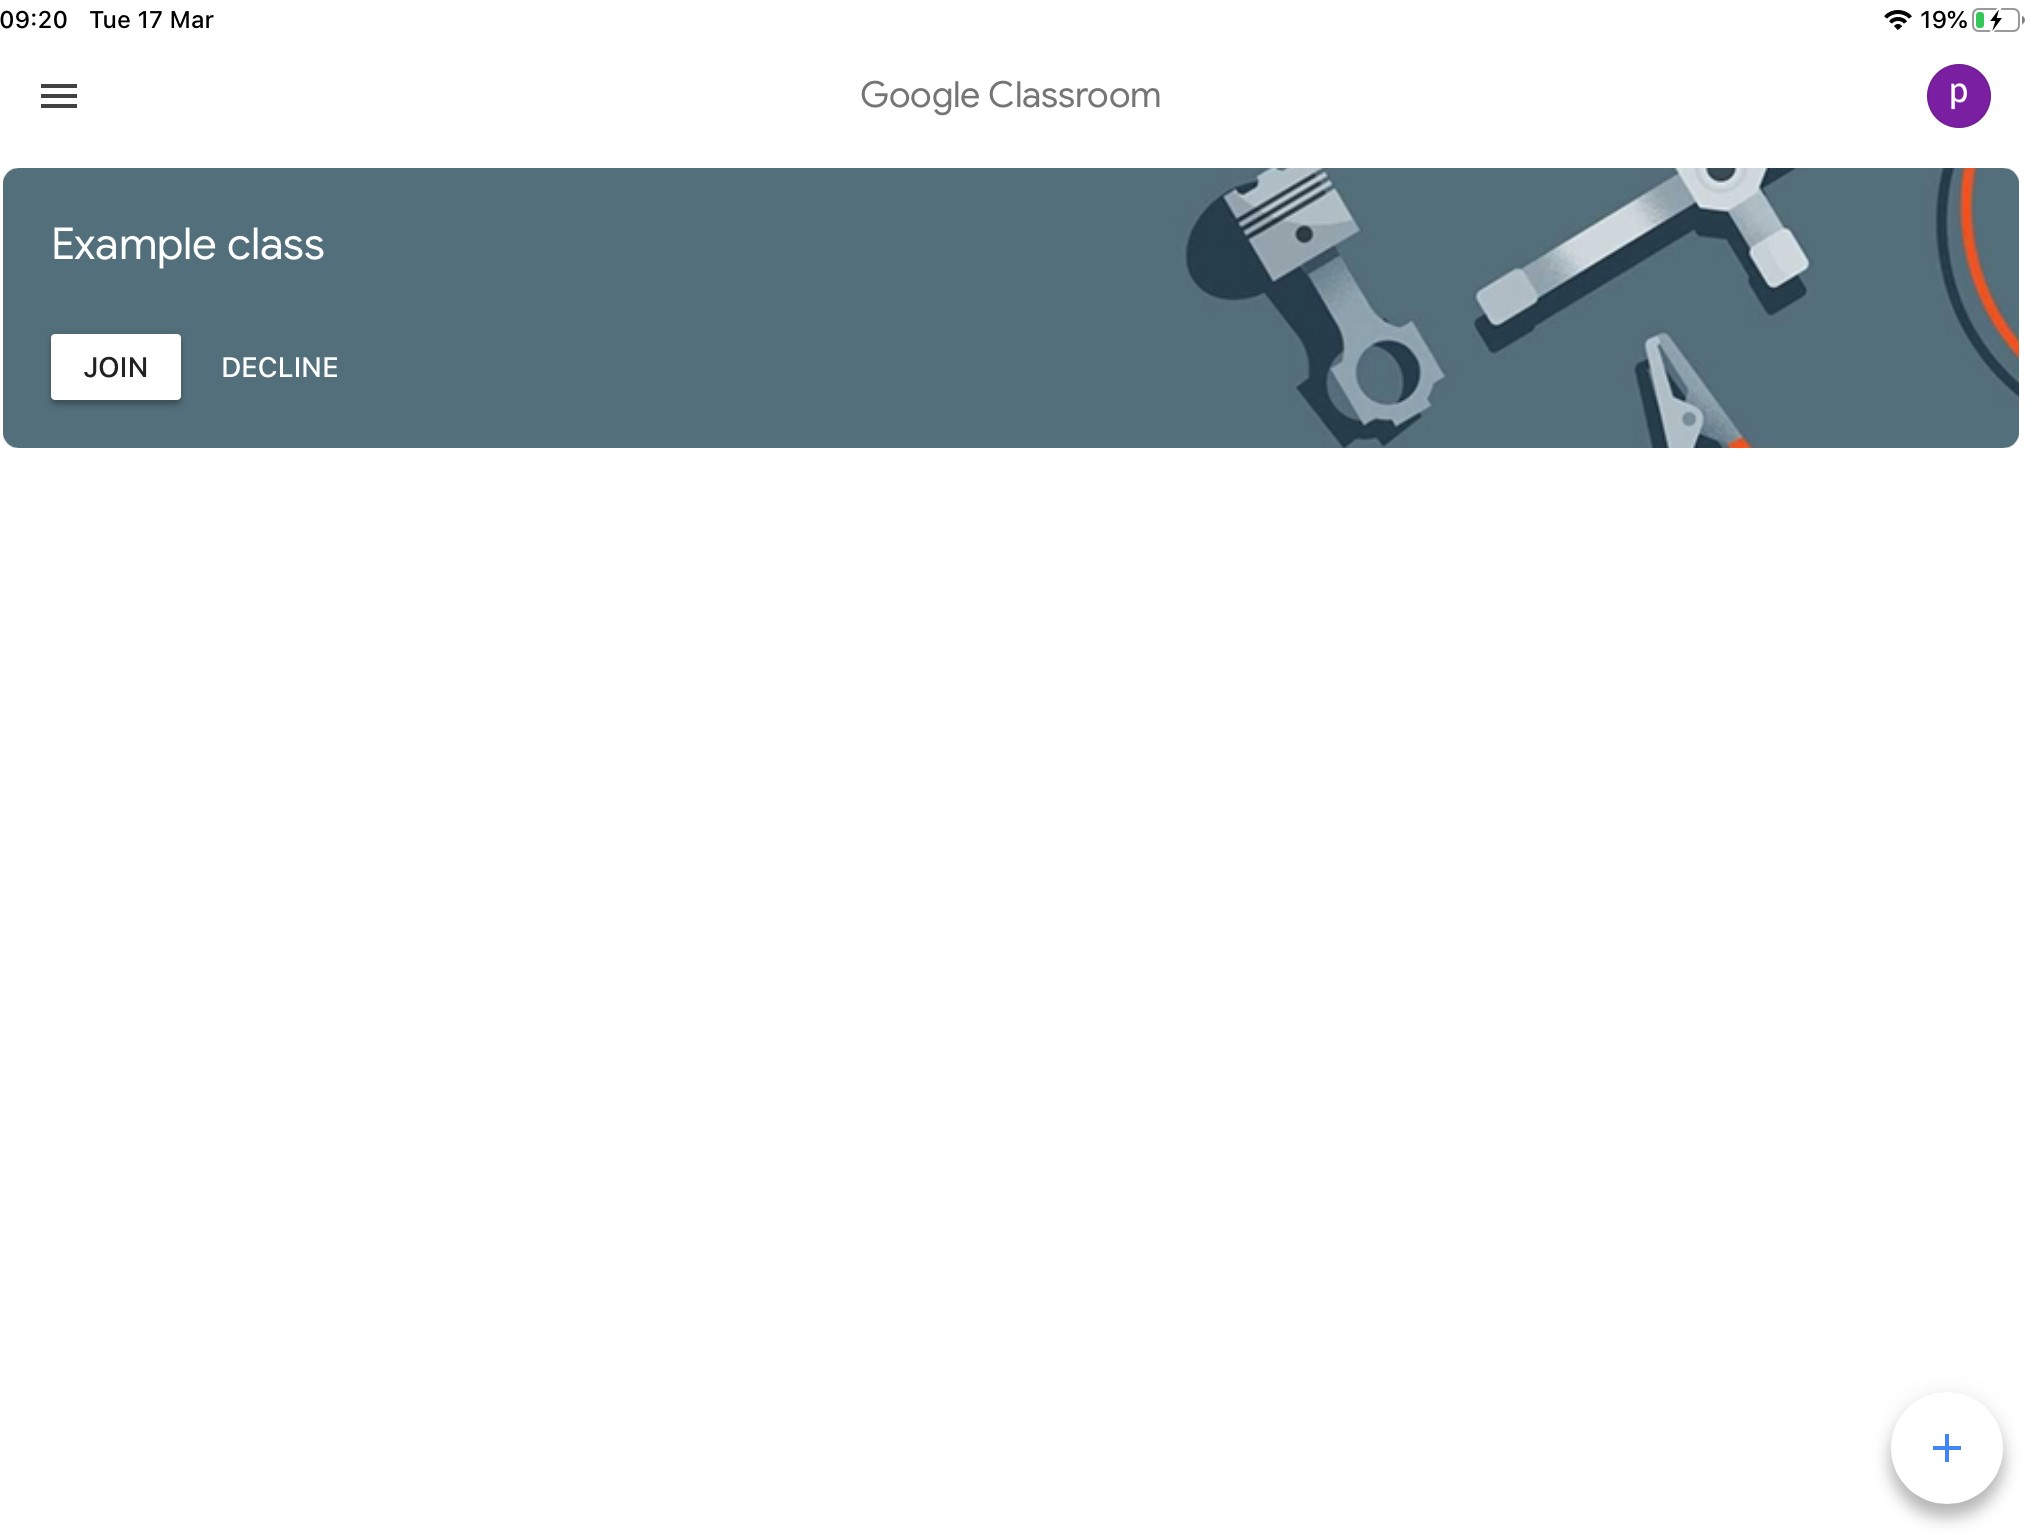 09:20 Tue 17 Mar 19%
Google Classroom p
Example class
JOIN DECLINE
+